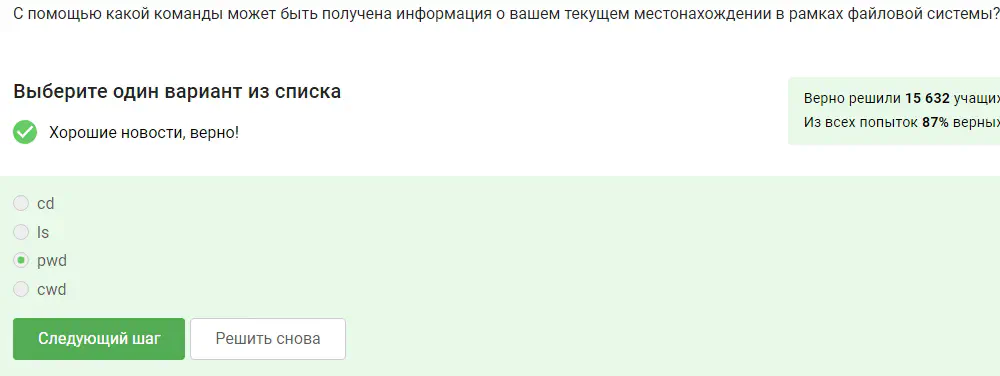 С помощью какой команды может быть получена информация о вашем текущем местонахождении в рамках файловой системы?
Выберите один вариант из списка
Хорошие новости, верно!
Верно решили 15 632 учащих
Из всех попыток 87% верных
cd
ls
pwd
cwd
Следующий шаг
Решить снова